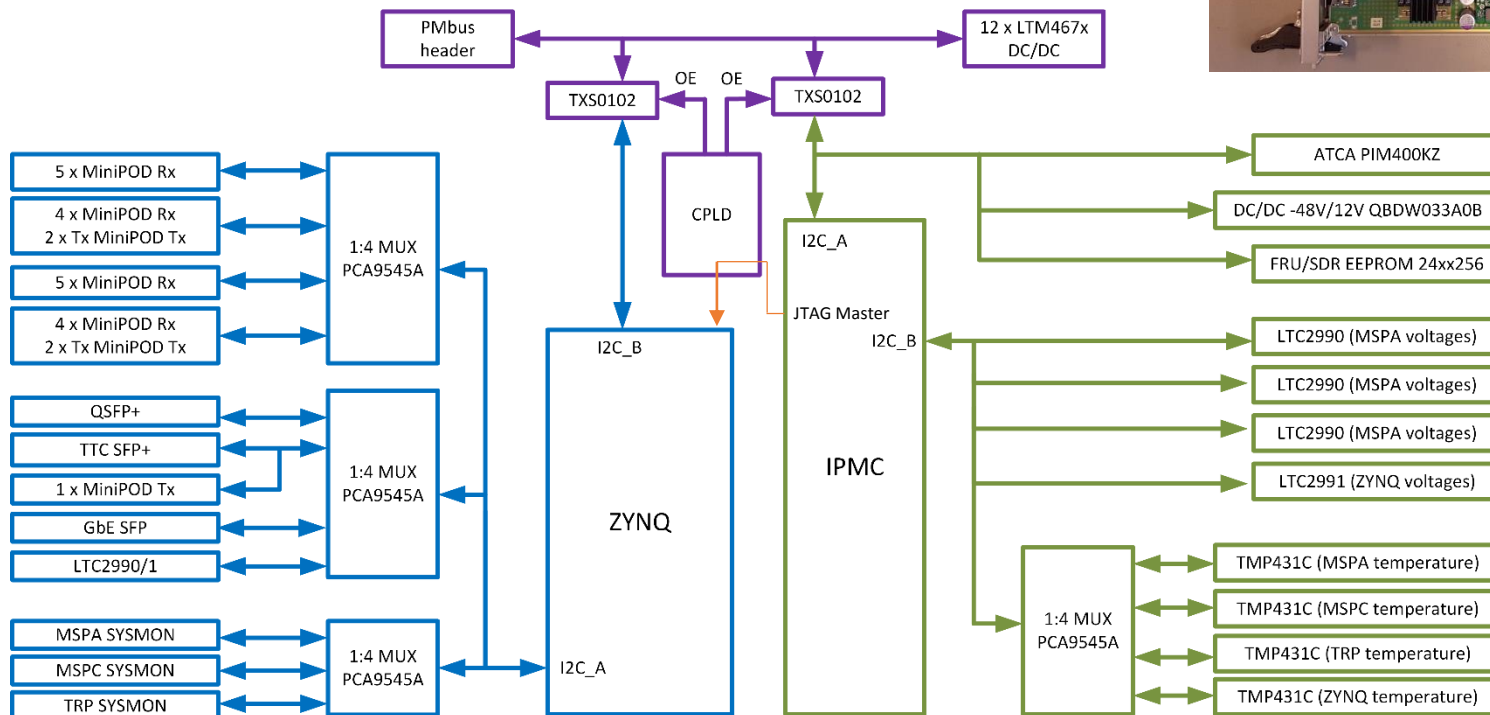 PMbus
header
12 x LTM467x
DC/DC
OE
OE
TXS0102
TXS0102
5 x MiniPOD Rx
4 x MiniPOD Rx
2 x Tx MiniPOD Tx
5 x MiniPOD Rx
4 x MiniPOD Rx
2 x Tx MiniPOD Tx
1:4 MUX
PCA9545A
CPLD
ATCA PIM400KZ
DC/DC -48V/12V QBDW033A0B
FRU/SDR EEPROM 24xx256
I2C_A
JTAG Master
I2C_B
IPMC
I2C_B
ZYNQ
I2C_A
QSFP+
TTC SFP+
1 x MiniPOD Tx
GbE SFP
LTC2990/1
1:4 MUX
PCA9545A
MSPA SYSMON
MSPC SYSMON
TRP SYSMON
1:4 MUX
PCA9545A
LTC2990 (MSPA voltages)
LTC2990 (MSPA voltages)
LTC2990 (MSPA voltages)
LTC2991 (ZYNQ voltages)
1:4 MUX
PCA9545A
TMP431C (MSPA temperature)
TMP431C (MSPC temperature)
TMP431C (TRP temperature)
TMP431C (ZYNQ temperature)